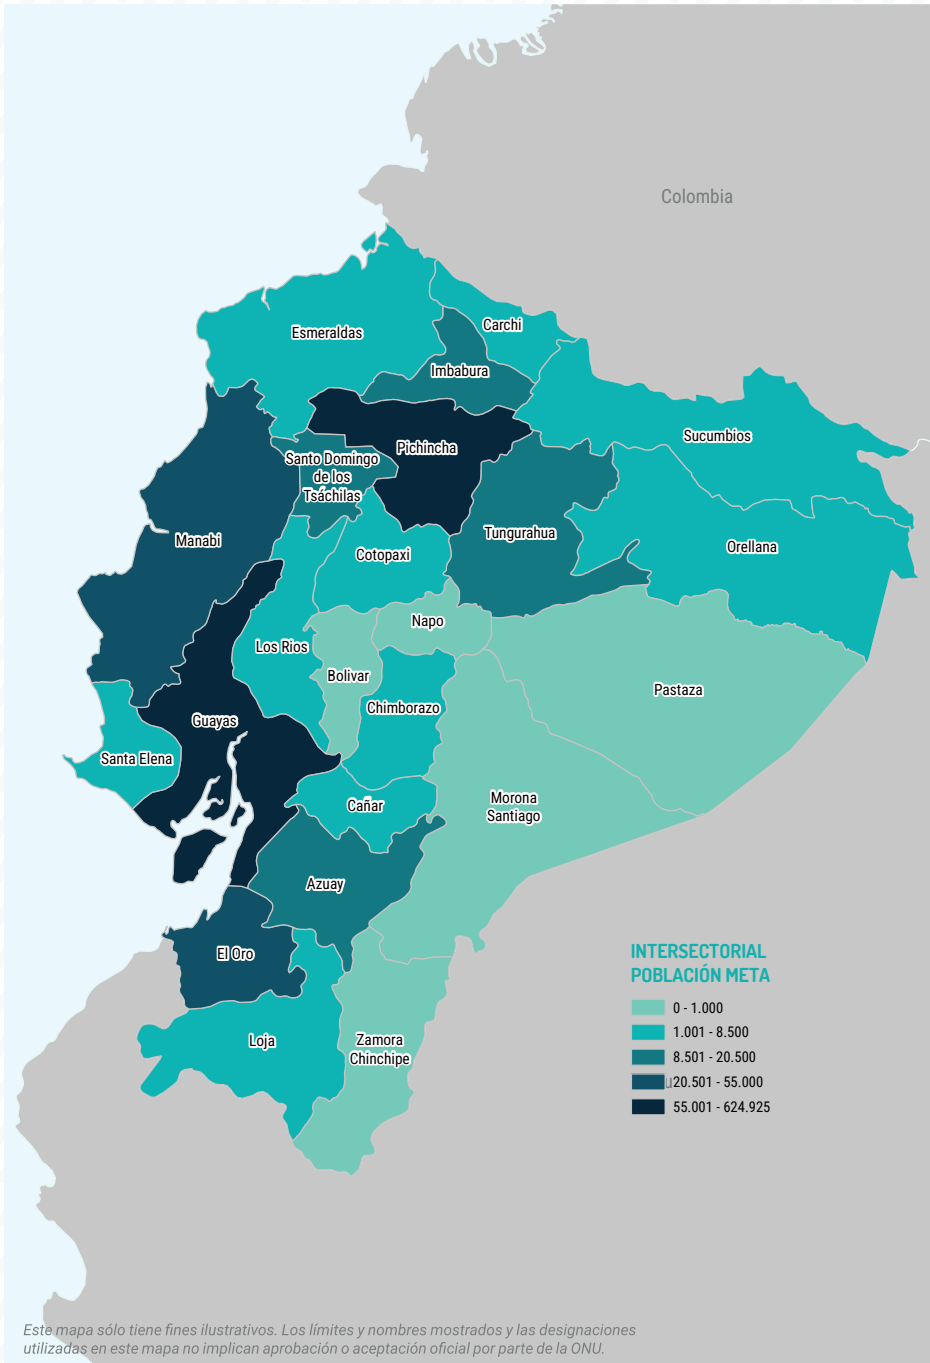 Colombia
Esmeraldas
Carchi
Imbabura
Sucumbios
Pichincha
Santo Domingo
de los
Tsáchilas
Tungurahua
Manabi
Orellana
Cotopaxi
Napo
Los Rios
Bolivar
Pastaza
Chimborazo
Guayas
Santa Elena
Morona
Santiago
Cañar
Azuay
El Oro
Loja
Zamora
Chinchipe
INTERSECTORIAL
POBLACIÓN META
0 - 1.000
1.001 - 8.500
8.501 - 20.500
u20.501 - 55.000
55.001 - 624.925
Este mapa sólo tiene fines ilustrativos. Los límites y nombres mostrados y las designaciones
utilizadas en este mapa no implican aprobación o aceptación oficial por parte de la ONU.